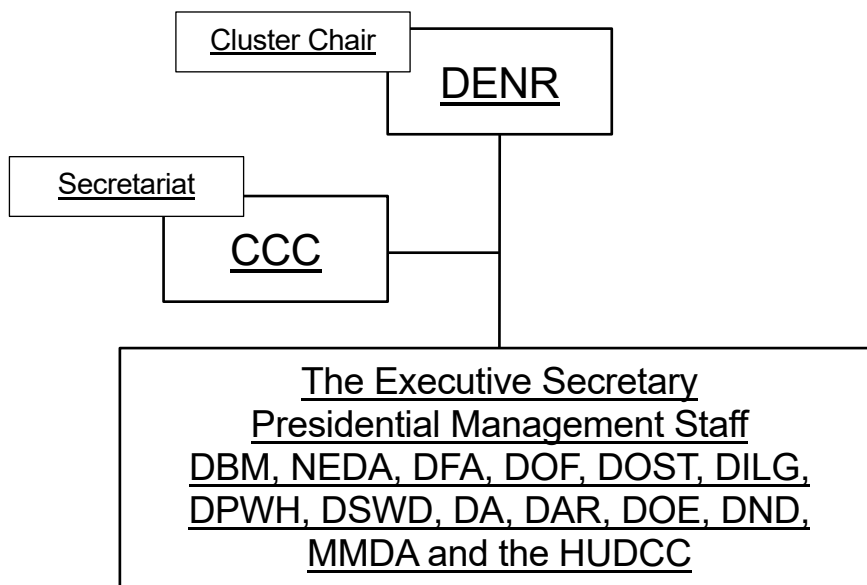 Cluster Chair
DENR
Secretariat
CCC
The Executive Secretary
Presidential Management Staff
DBM, NEDA, DFA, DOF, DOST, DILG,
DPWH, DSWD, DA, DAR, DOE, DND,
MMDA and the HUDCC